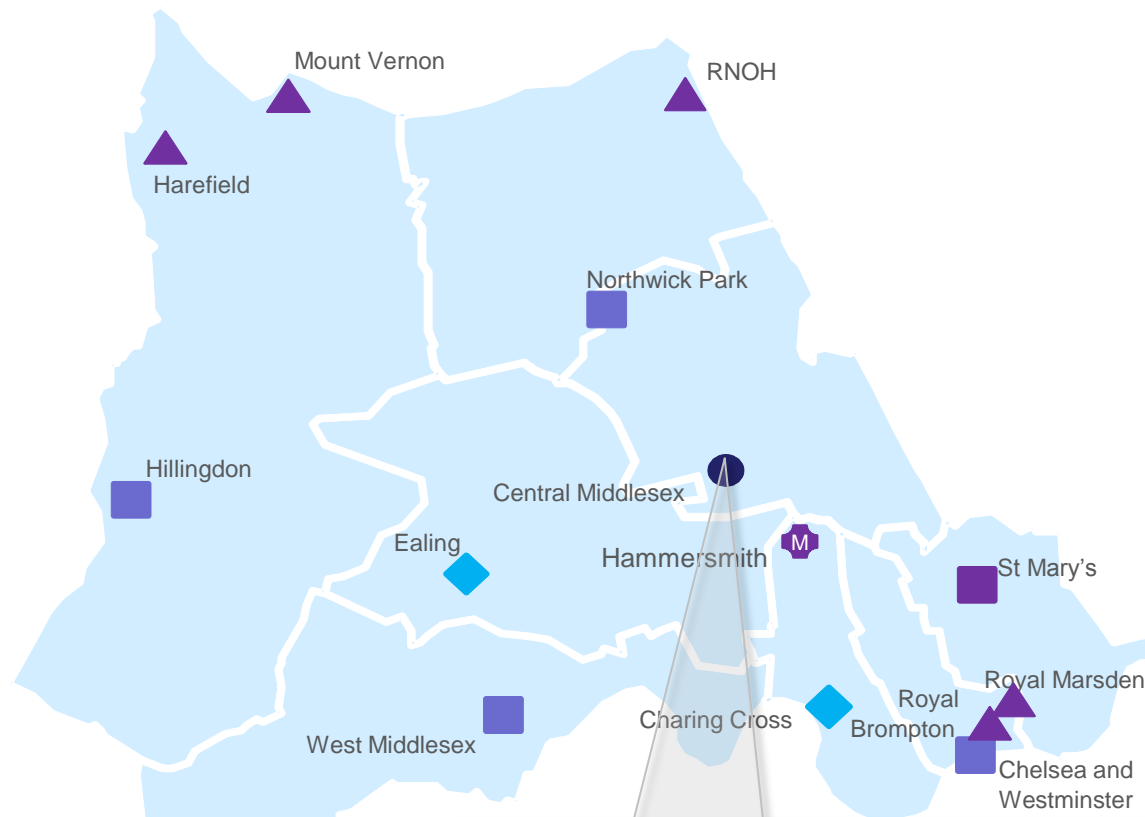 Mount Vernon
RNOH
Harefield
Northwick Park
Hillingdon
Central Middlesex
Ealing
Hammersmith
M
St Mary’s
Royal Marsden
Royal
Brompton
Charing Cross
West Middlesex
Chelsea and
Westminster